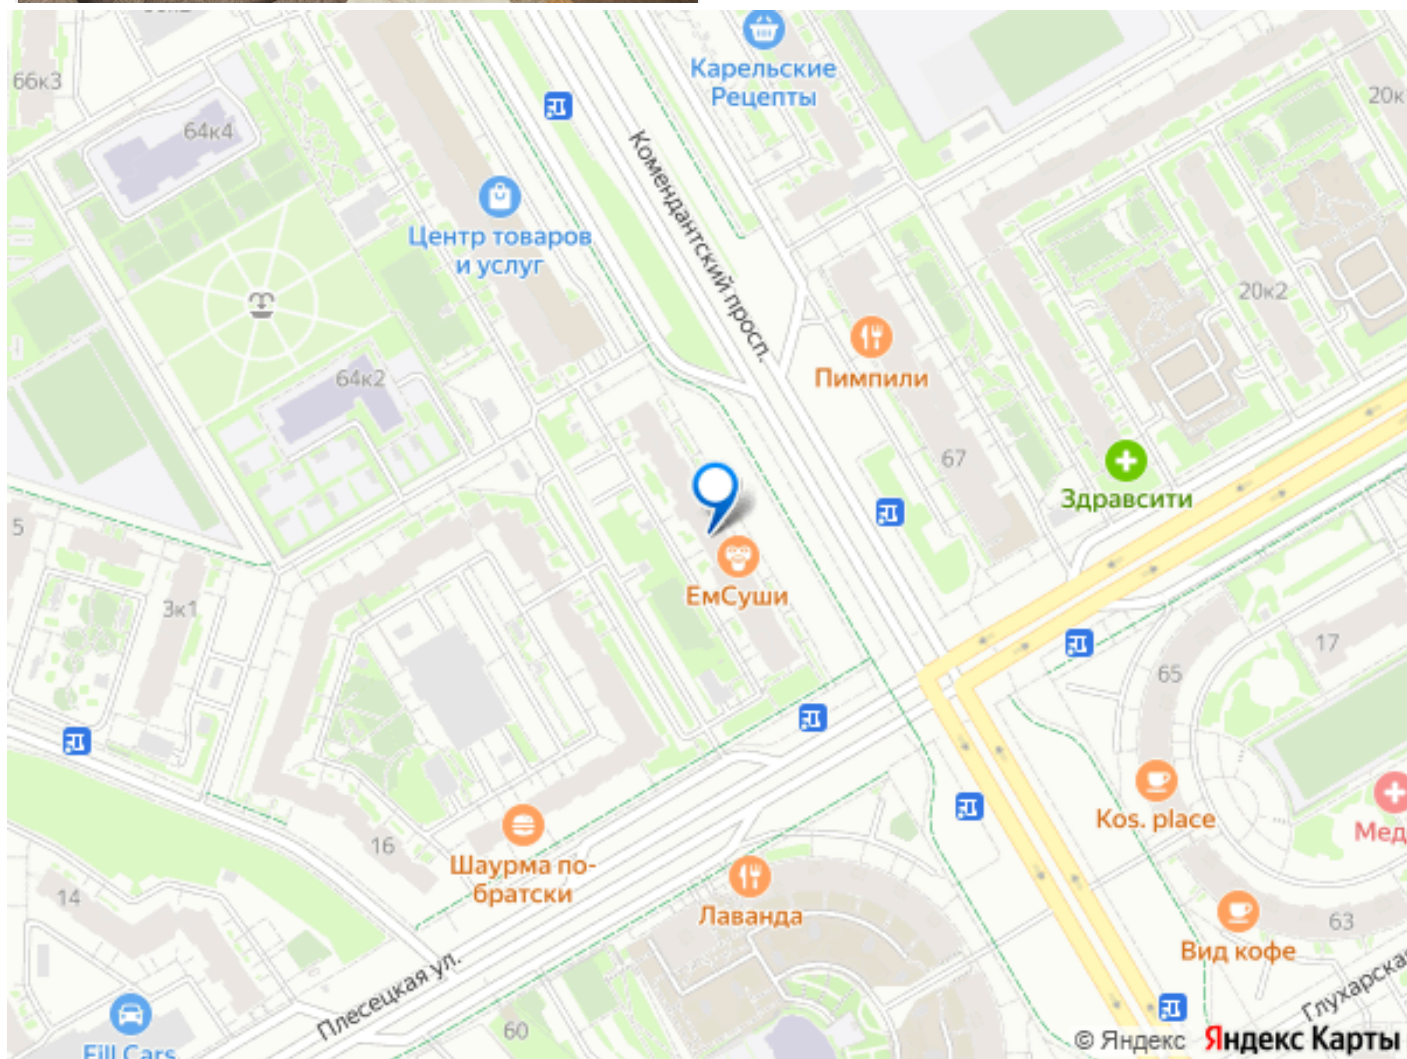 Карельские
Рецепты
66к3
20к
64к4
Комендантский просп.
Центр товаров
и услуг
20к2
64к2
Пимпили
67
Здравсити
5
ЕмСуши
3к1
17
65
Kos. place
Мед
16
Шаурма по-
братски
14
Лаванда
63
Вид кофе
Плесецкая ул.
Глухарская
60
Fill Cars
© Яндекс Яндекс Карты